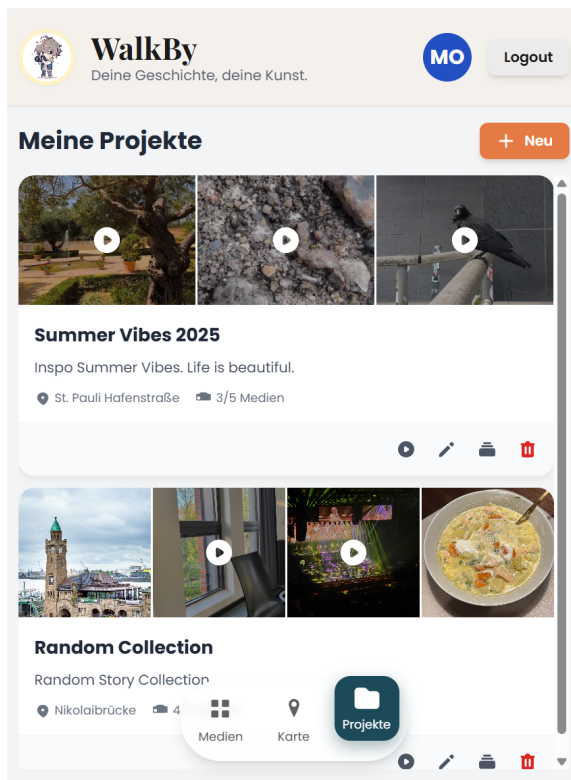 WalkBy
Deine Geschichte, deine Kunst.
MO
Logout
Meine Projekte
+ Neu
Summer Vibes 2025
Inspo Summer Vibes. Life is beautiful.
St. Pauli Hafenstraße 3/5 Medien
Random Collection
Random Story Collection
Nikolaibrücke 4
Medien
Karte
Projekte